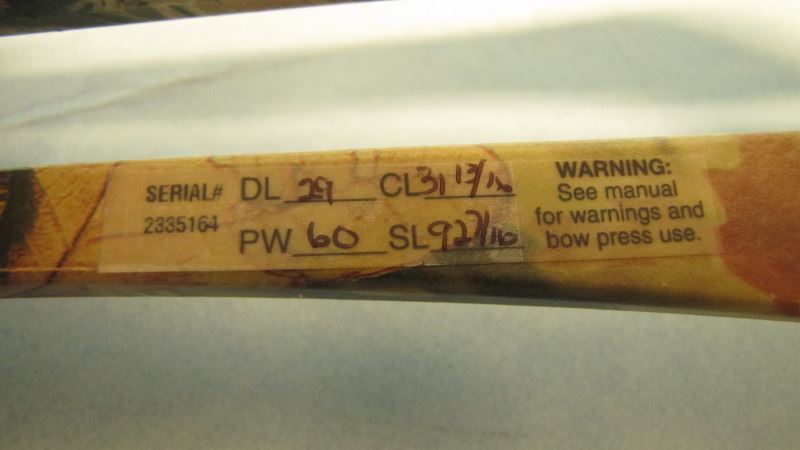 SERIAL# DL 29 CL 31 13/16
2335164 PW 60 SL 92 7/16
WARNING:
See manual
for warnings and
bow press use.